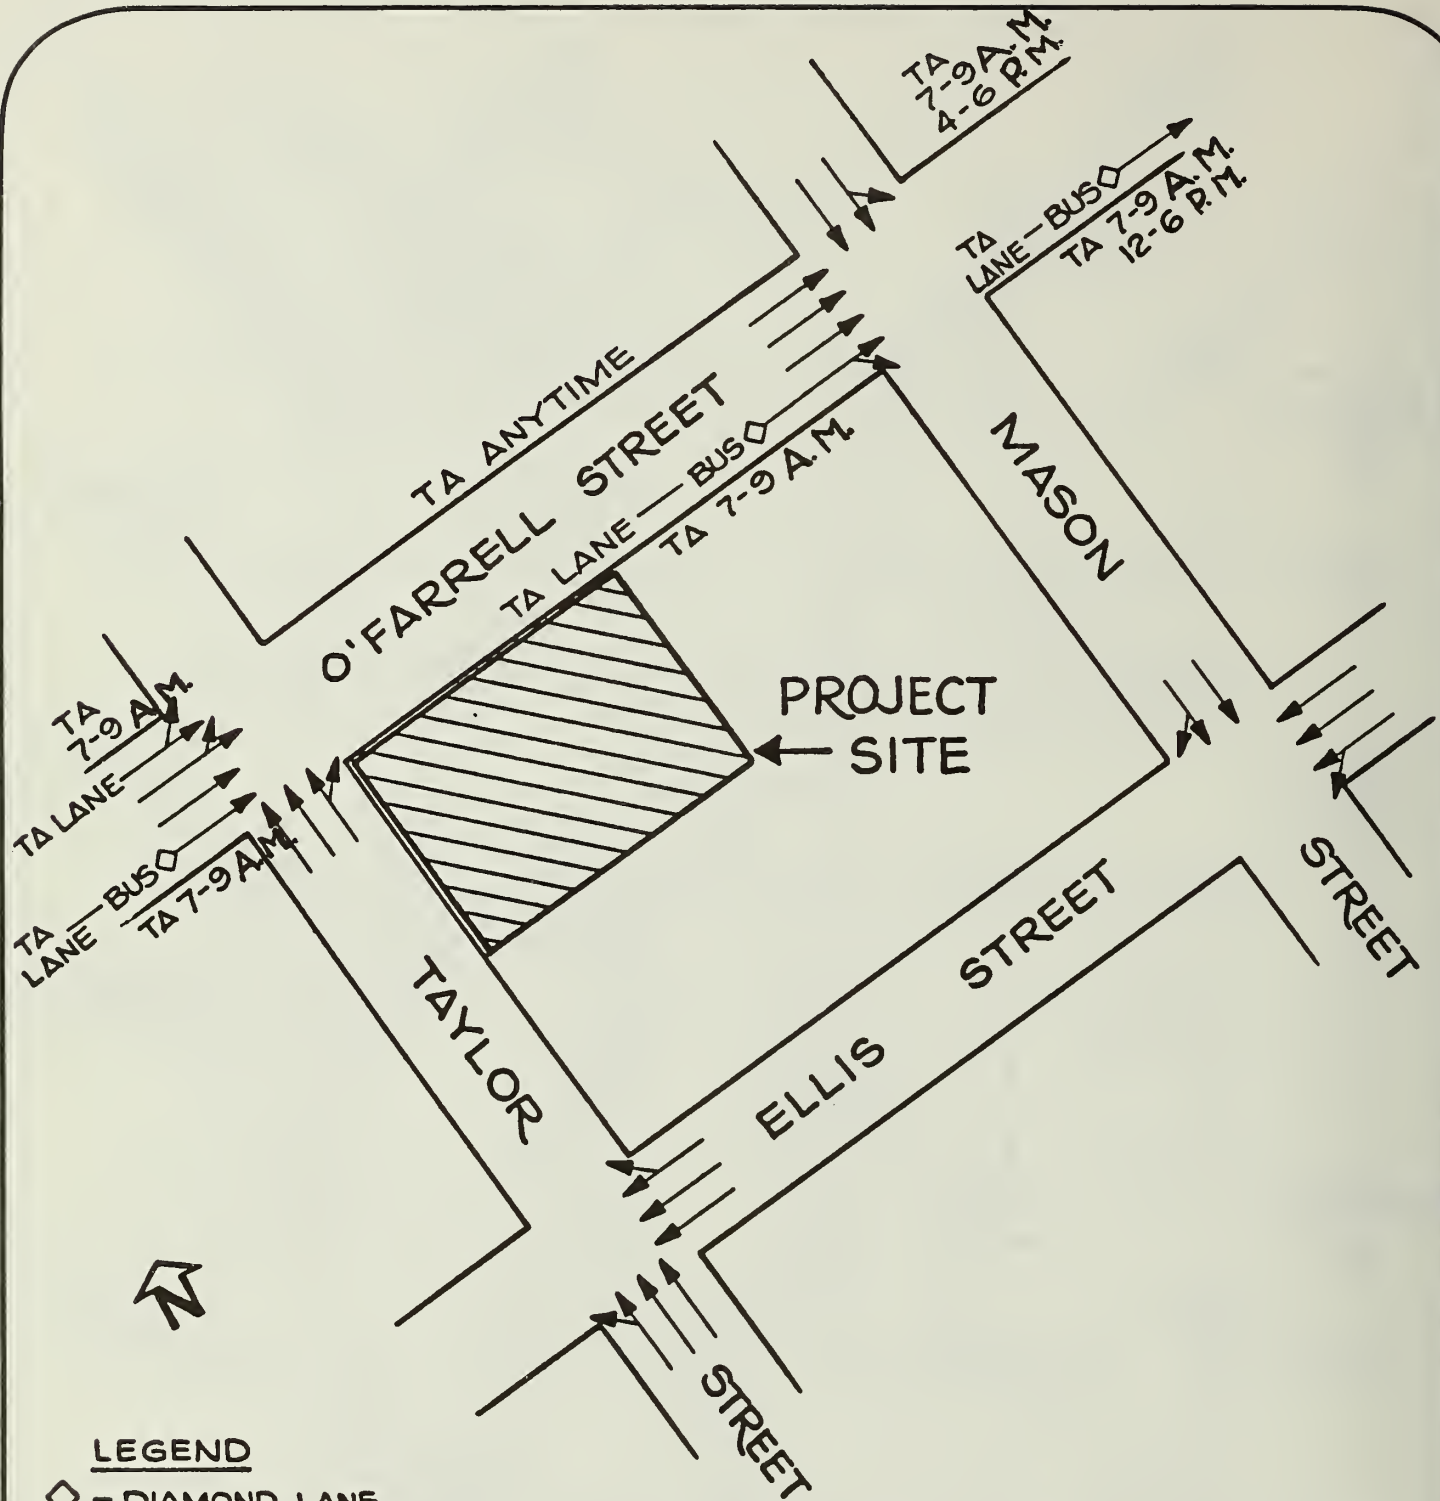 TA
7-9 A.M.
4-6 P.M.
TA
LANE - BUS
TA 7-9 A.M.
12-6 P.M.
TA ANYTIME
O'FARRELL STREET
TA LANE - BUS
TA 7-9 A.M.
MASON STREET
PROJECT
SITE
TA
7-9 A.M.
TA LANE
TA
LANE - BUS
TA 7-9 A.M.
TAYLOR STREET
ELLIS STREET
N
LEGEND
◇ = DIAMOND LANE